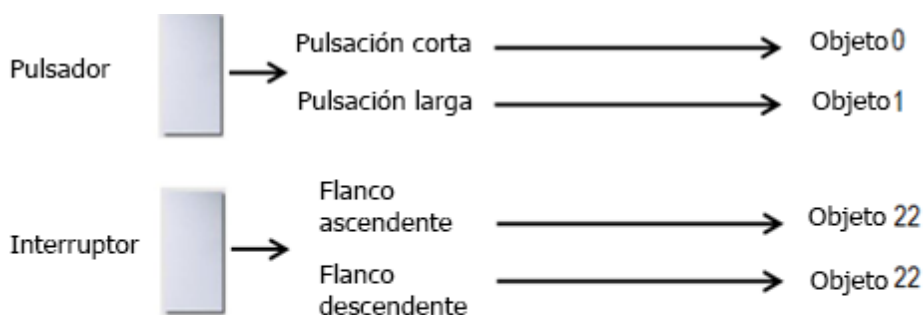 Pulsador
Pulsación corta
Objeto 0
Pulsación larga
Objeto 1
Interruptor
Flanco
ascendente
Objeto 22
Flanco
descendente
Objeto 22